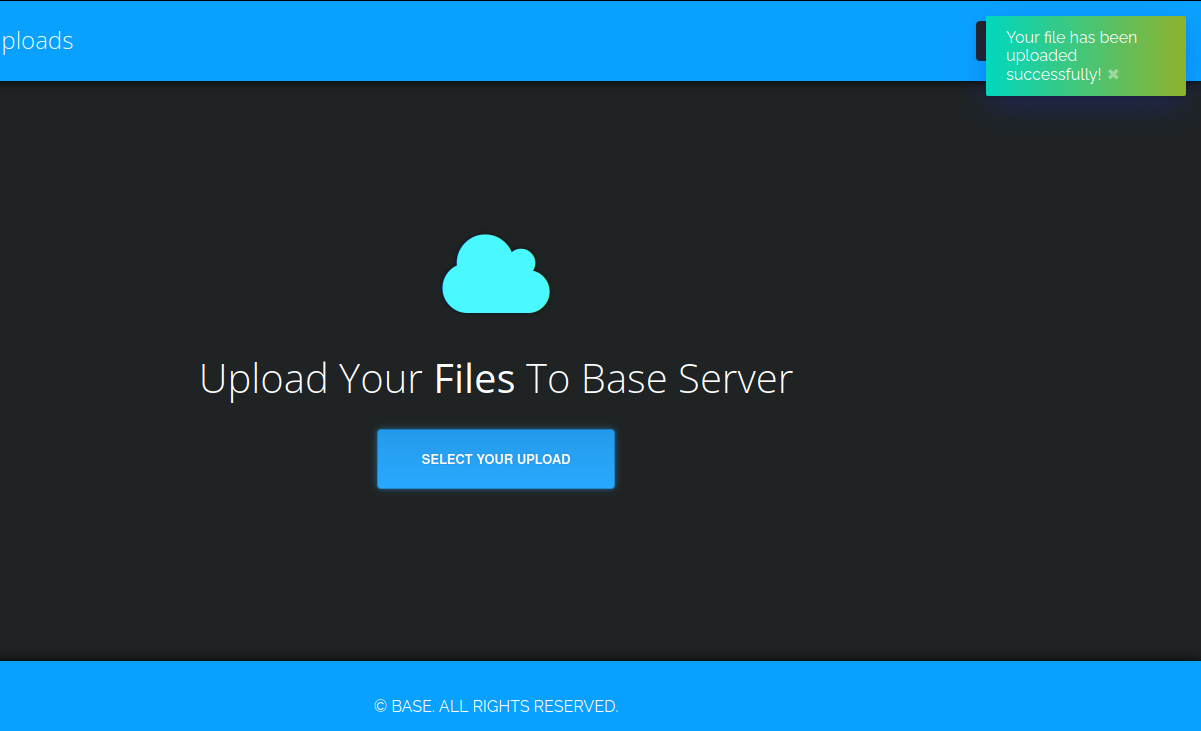 ploads
Your file has been
uploaded
successfully! ✖
Upload Your Files To Base Server
SELECT YOUR UPLOAD
© BASE. ALL RIGHTS RESERVED.